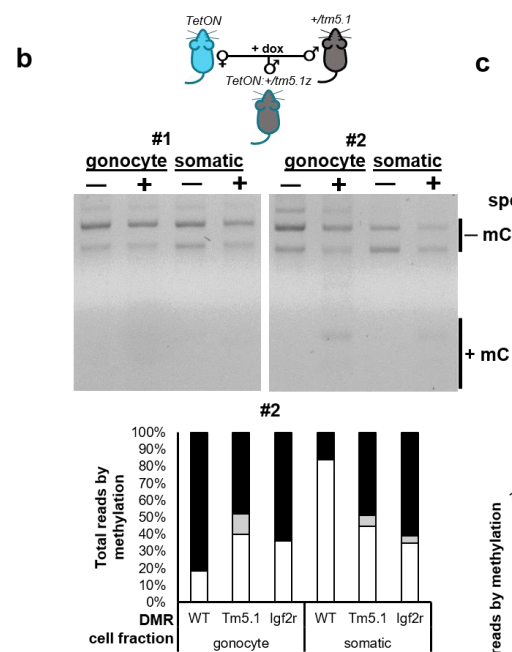 b
TetON
+/tm5.1
+ dox
♀
♂
♂
TetON:+/tm5.1z
c
#1
#2
gonocyte somatic
gonocyte somatic
— + — +
— + — +
— mC
+ mC
#2
Total reads by
methylation
100%
90%
80%
70%
60%
50%
40%
30%
20%
10%
0%
DMR WT Tm5.1 Igf2r WT Tm5.1 Igf2r
cell fraction gonocyte somatic
reads by methylation